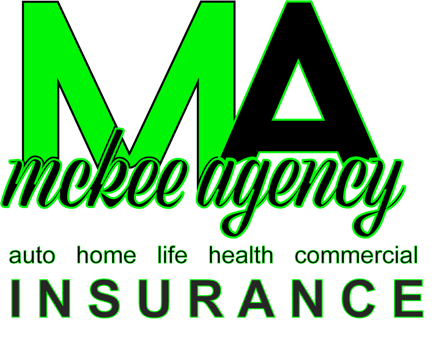 MA
mckee agency
auto home life health commercial
INSURANCE